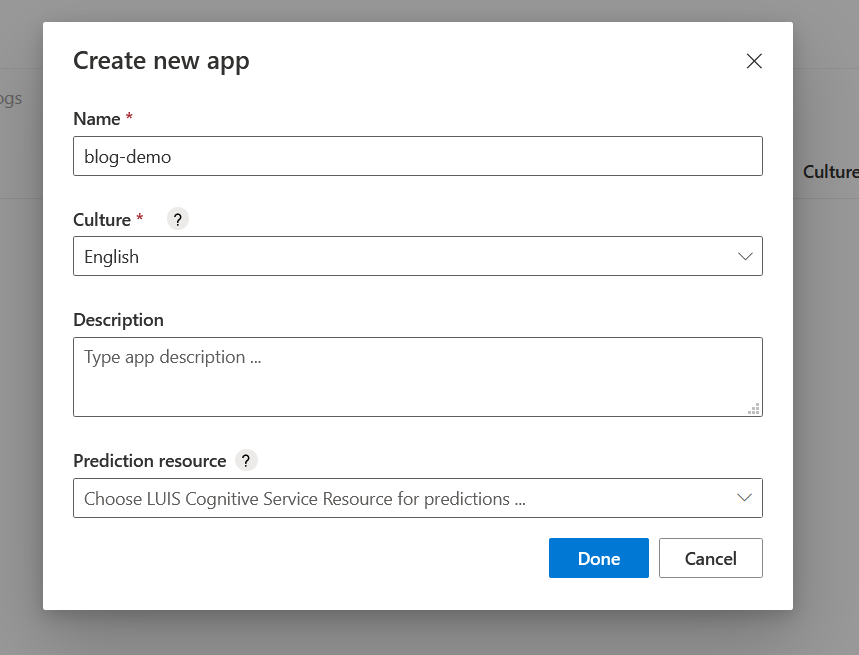 Create new app
ogs
Name *
blog-demo
Culture
Culture * ?
English
Description
Type app description ...
Prediction resource ?
Choose LUIS Cognitive Service Resource for predictions ...
Done Cancel